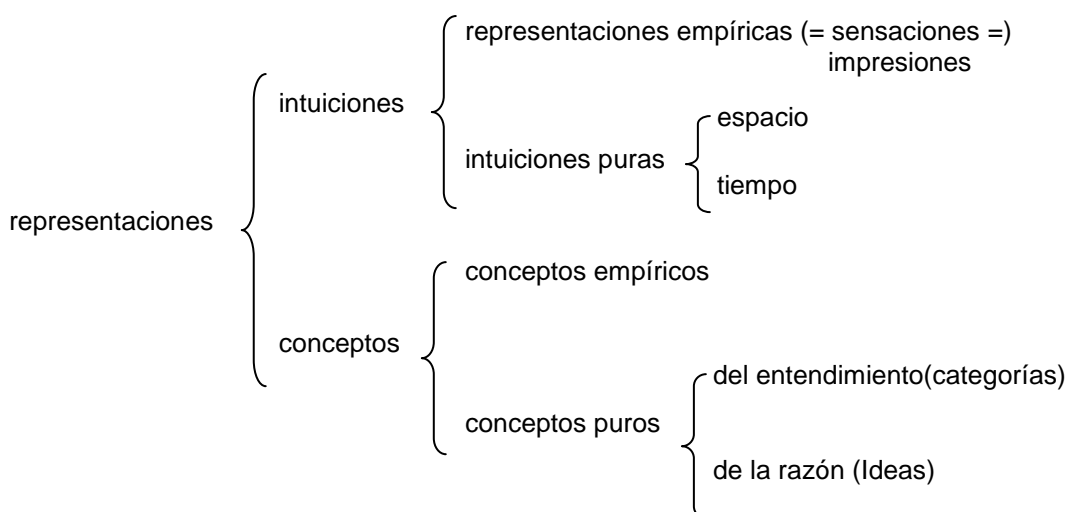 representaciones empíricas (= sensaciones =)
impresiones
intuiciones
espacio
intuiciones puras
tiempo
representaciones
conceptos empíricos
conceptos
del entendimiento(categorías)
conceptos puros
de la razón (Ideas)